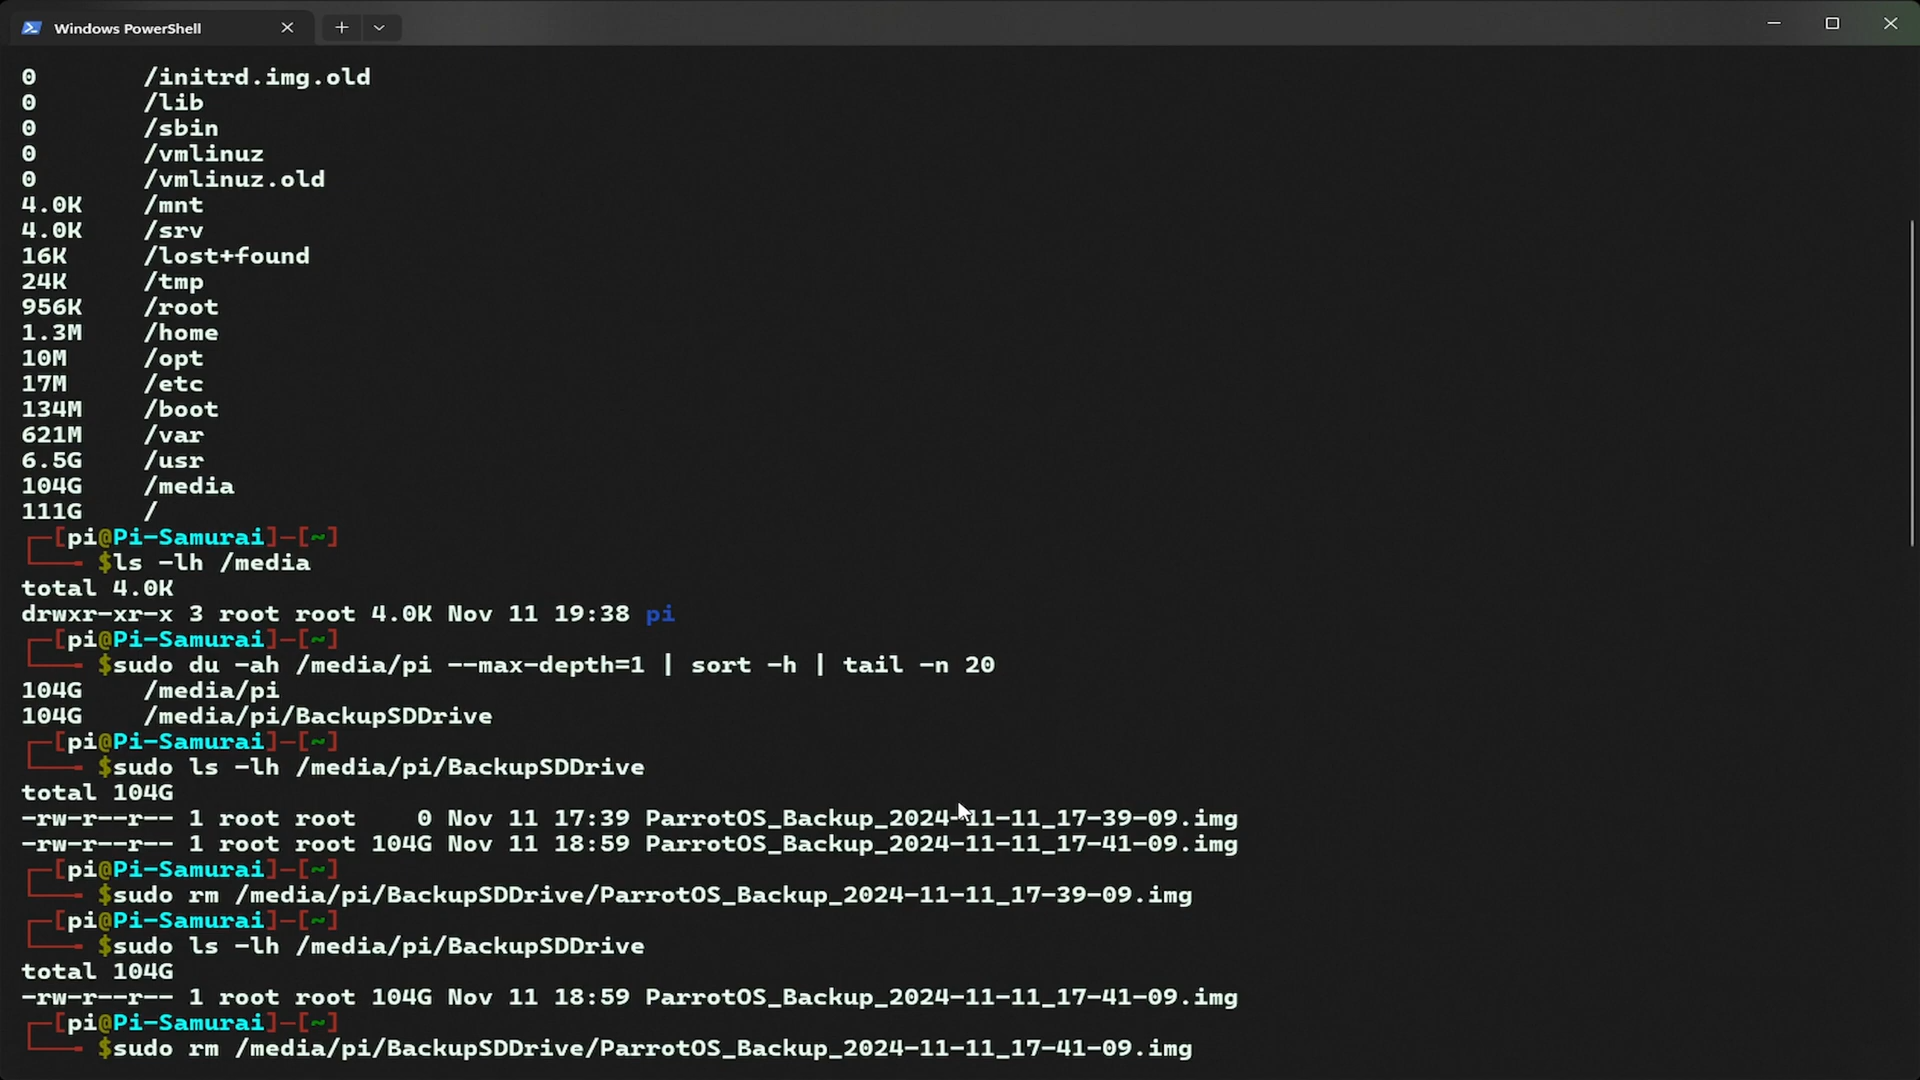 Windows PowerShell
0 /initrd.img.old
0 /lib
0 /sbin
0 /vmlinuz
0 /vmlinuz.old
4.0K /mnt
4.0K /srv
16K /lost+found
24K /tmp
956K /root
1.3M /home
10M /opt
17M /etc
134M /boot
621M /var
6.5G /usr
104G /media
111G /
┌─[pi@Pi-Samurai]─[~]
└──╼ $ls -lh /media
total 4.0K
drwxr-xr-x 3 root root 4.0K Nov 11 19:38 pi
┌─[pi@Pi-Samurai]─[~]
└──╼ $sudo du -ah /media/pi --max-depth=1 | sort -h | tail -n 20
104G /media/pi
104G /media/pi/BackupSDDrive
┌─[pi@Pi-Samurai]─[~]
└──╼ $sudo ls -lh /media/pi/BackupSDDrive
total 104G
-rw-r--r-- 1 root root 0 Nov 11 17:39 ParrotOS_Backup_2024-11-11_17-39-09.img
-rw-r--r-- 1 root root 104G Nov 11 18:59 ParrotOS_Backup_2024-11-11_17-41-09.img
┌─[pi@Pi-Samurai]─[~]
└──╼ $sudo rm /media/pi/BackupSDDrive/ParrotOS_Backup_2024-11-11_17-39-09.img
┌─[pi@Pi-Samurai]─[~]
└──╼ $sudo ls -lh /media/pi/BackupSDDrive
total 104G
-rw-r--r-- 1 root root 104G Nov 11 18:59 ParrotOS_Backup_2024-11-11_17-41-09.img
┌─[pi@Pi-Samurai]─[~]
└──╼ $sudo rm /media/pi/BackupSDDrive/ParrotOS_Backup_2024-11-11_17-41-09.img